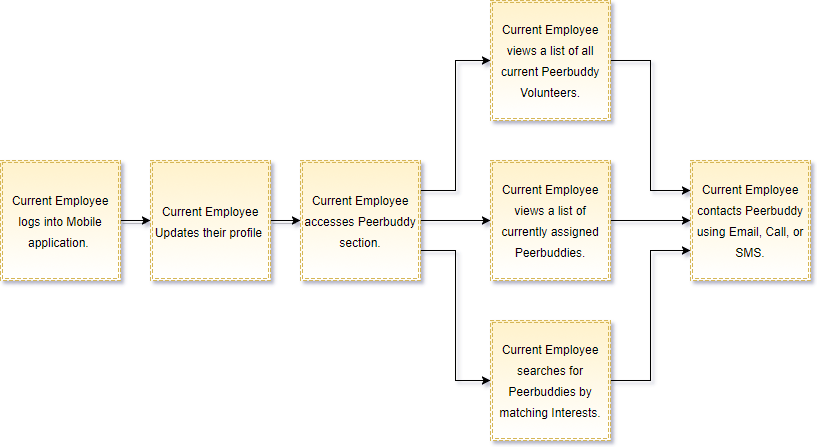 Current Employee
logs into Mobile
application.
Current Employee
Updates their profile
Current Employee
accesses Peerbuddy
section.
Current Employee
views a list of all
current Peerbuddy
Volunteers.
Current Employee
views a list of
currently assigned
Peerbuddies.
Current Employee
searches for
Peerbuddies by
matching Interests.
Current Employee
contacts Peerbuddy
using Email, Call, or
SMS.